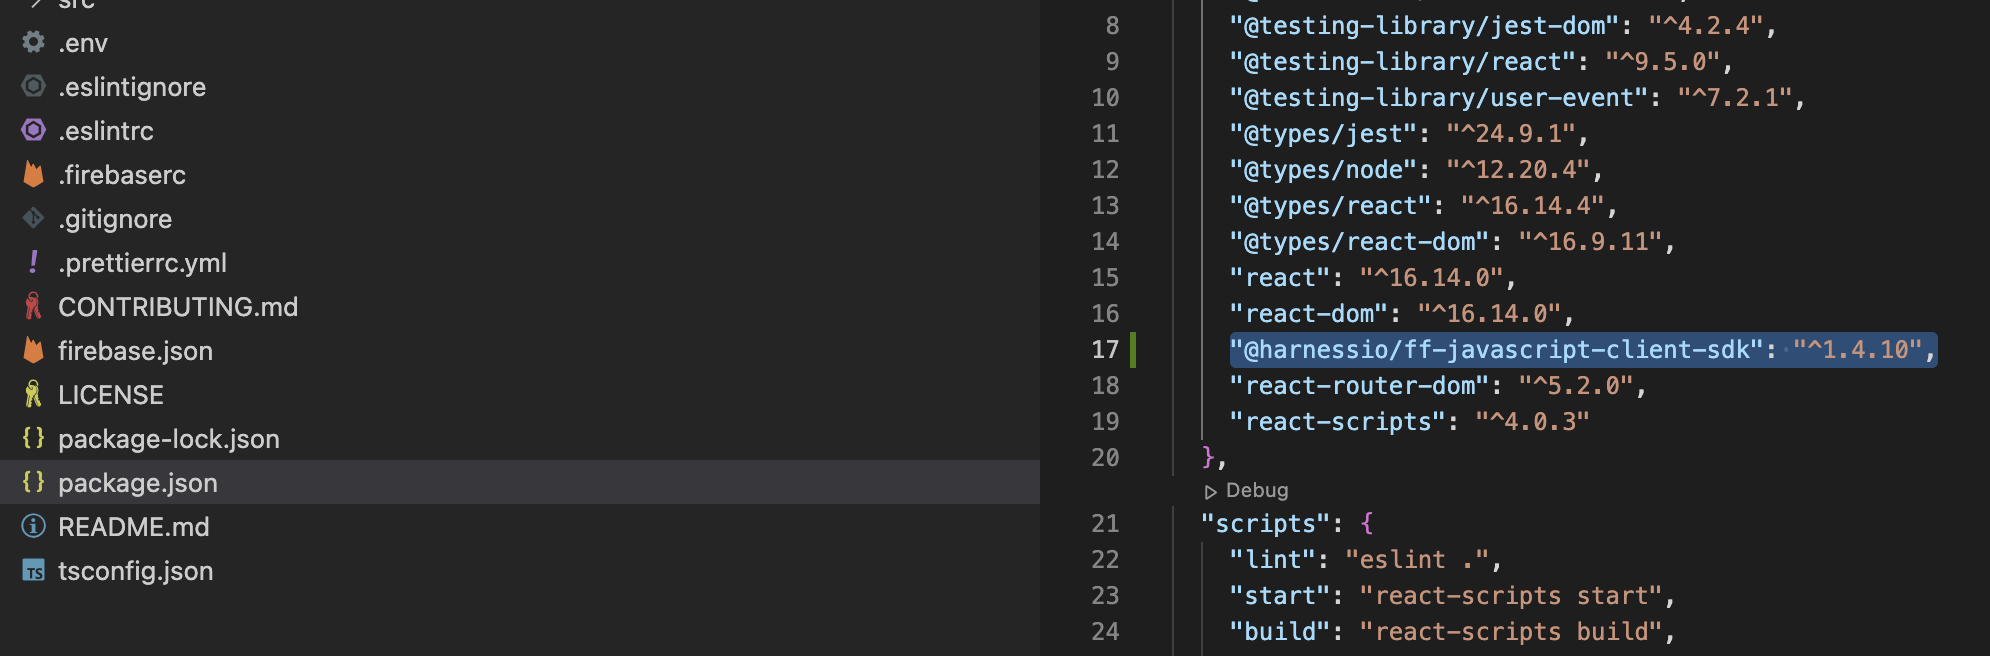 src
.env
.eslintignore
.eslintrc
.firebaserc
.gitignore
.prettierrc.yml
CONTRIBUTING.md
firebase.json
LICENSE
package-lock.json
package.json
README.md
TS tsconfig.json
8 "@testing-library/jest-dom": "^4.2.4",
9 "@testing-library/react": "^9.5.0",
10 "@testing-library/user-event": "^7.2.1",
11 "@types/jest": "^24.9.1",
12 "@types/node": "^12.20.4",
13 "@types/react": "^16.14.4",
14 "@types/react-dom": "^16.9.11",
15 "react": "^16.14.0",
16 "react-dom": "^16.14.0",
17 "@harnessio/ff-javascript-client-sdk": "^1.4.10",
18 "react-router-dom": "^5.2.0",
19 "react-scripts": "^4.0.3"
20 },
Debug
21 "scripts": {
22 "lint": "eslint .",
23 "start": "react-scripts start",
24 "build": "react-scripts build",